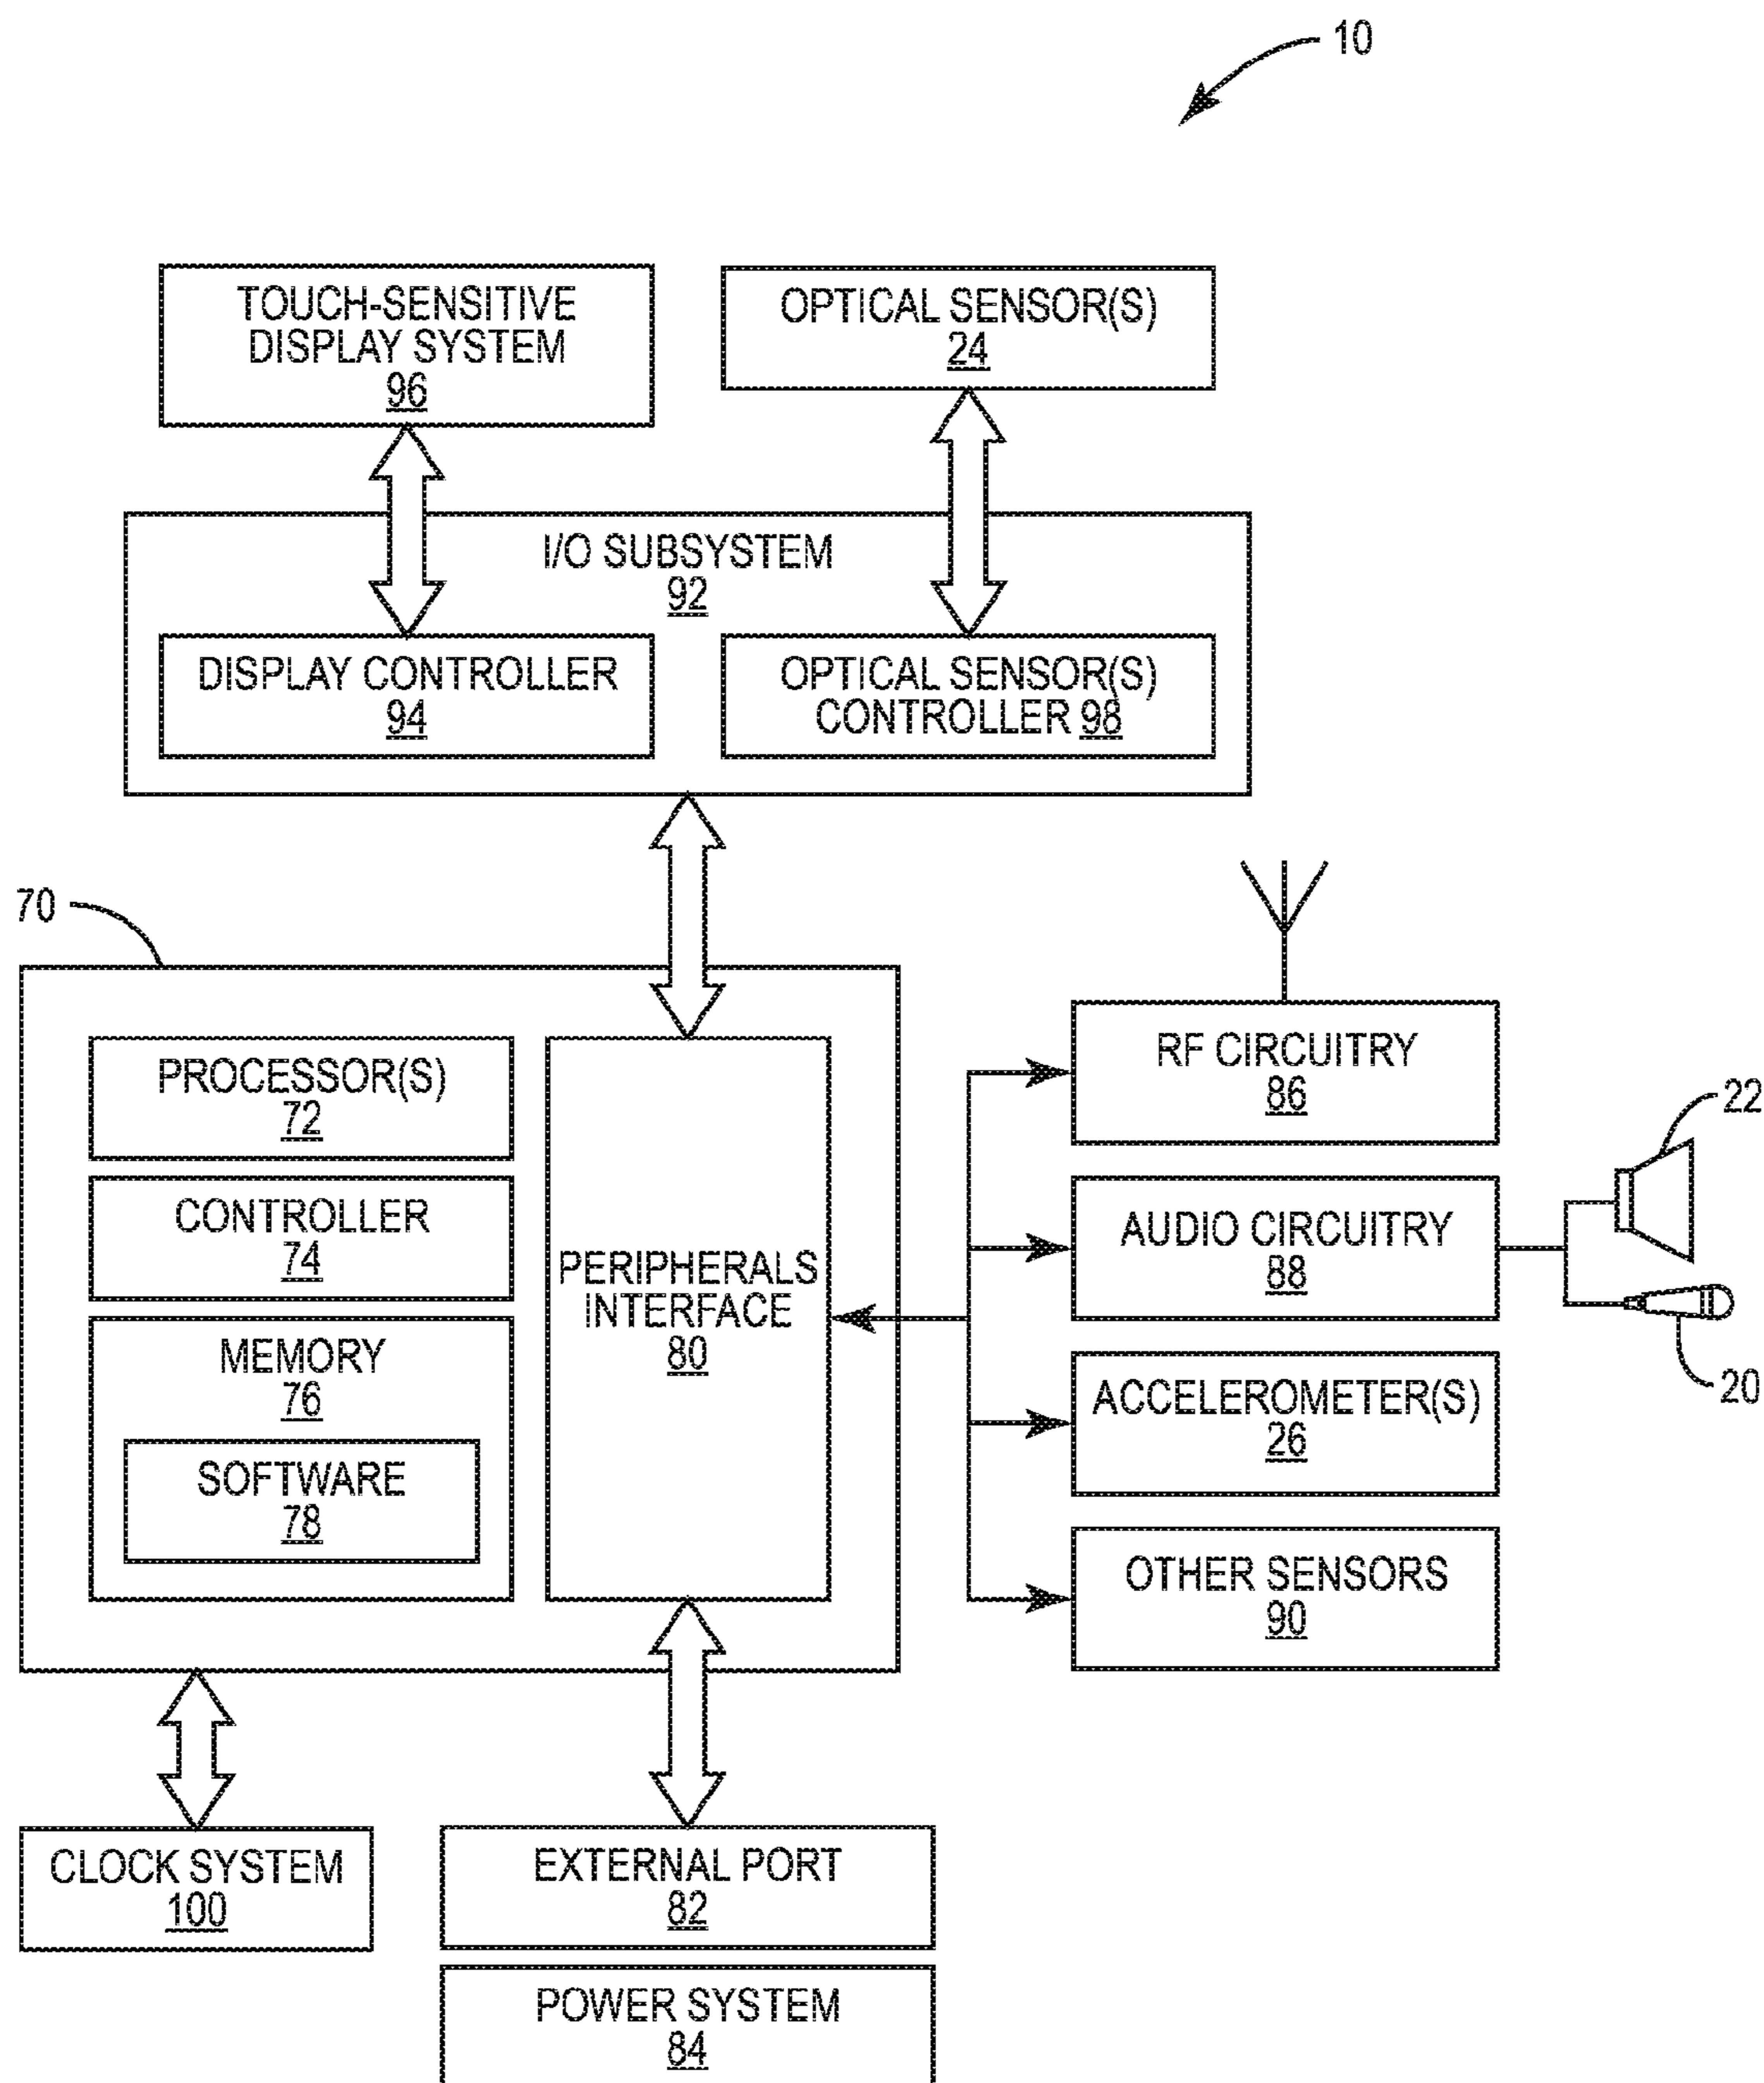 10
TOUCH-SENSITIVE
DISPLAY SYSTEM
96
OPTICAL SENSOR(S)
24
I/O SUBSYSTEM
92
DISPLAY CONTROLLER
94
OPTICAL SENSOR(S)
CONTROLLER 98
70
PROCESSOR(S)
72
CONTROLLER
74
MEMORY
76
SOFTWARE
78
PERIPHERALS
INTERFACE
80
RF CIRCUITRY
86
AUDIO CIRCUITRY
88
22
20
ACCELEROMETER(S)
26
OTHER SENSORS
90
CLOCK SYSTEM
100
EXTERNAL PORT
82
POWER SYSTEM
84